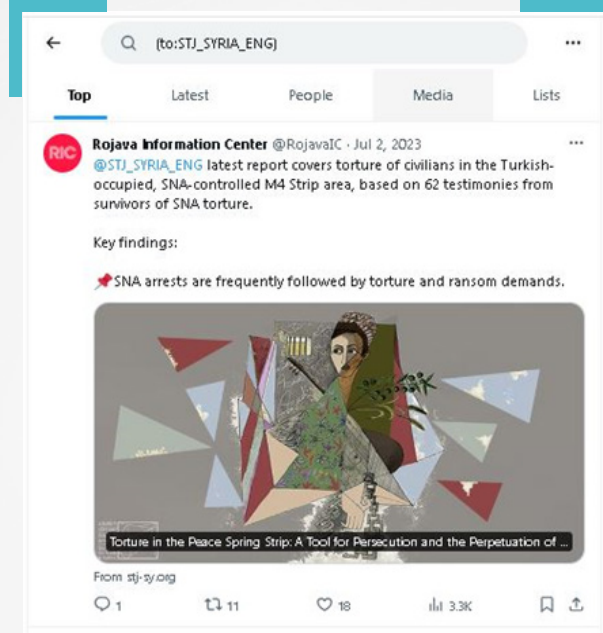 (to:STJ_SYRIA_ENG)
Top Latest People Media Lists
RIC
Rojava Information Center @RojavaIC · Jul 2, 2023
@STJ_SYRIA_ENG latest report covers torture of civilians in the Turkish-
occupied, SNA-controlled M4 Strip area, based on 62 testimonies from
survivors of SNA torture.
Key findings:
📌SNA arrests are frequently followed by torture and ransom demands.
Torture in the Peace Spring Strip: A Tool for Persecution and the Perpetuation of ...
From stj-sy.org
1 11 18 3.3K